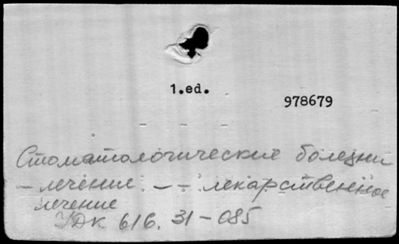 1.ed.
978679
Стоматологические болезни
– лечение. – – : лекарственное
лечение
УДК 616.31-085